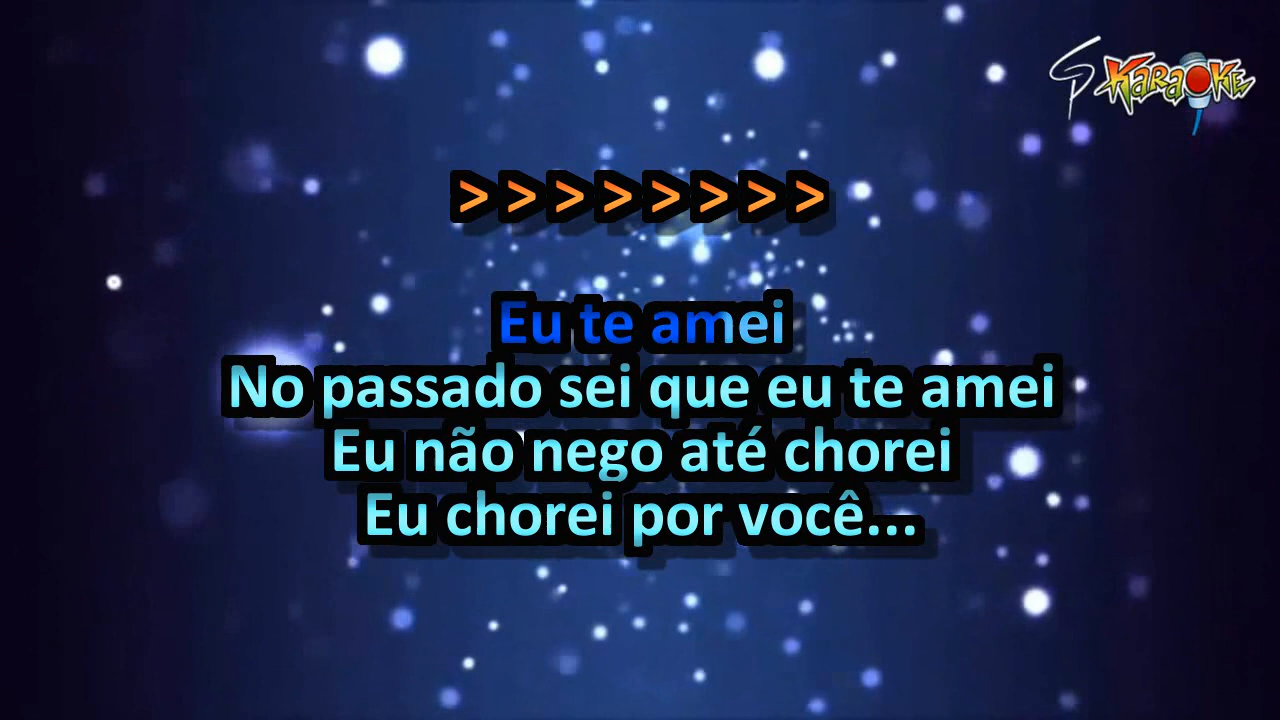 SKARAOKE
>>>>>>>>
Eu te amei
No passado sei que eu te amei
Eu não nego até chorei
Eu chorei por você...